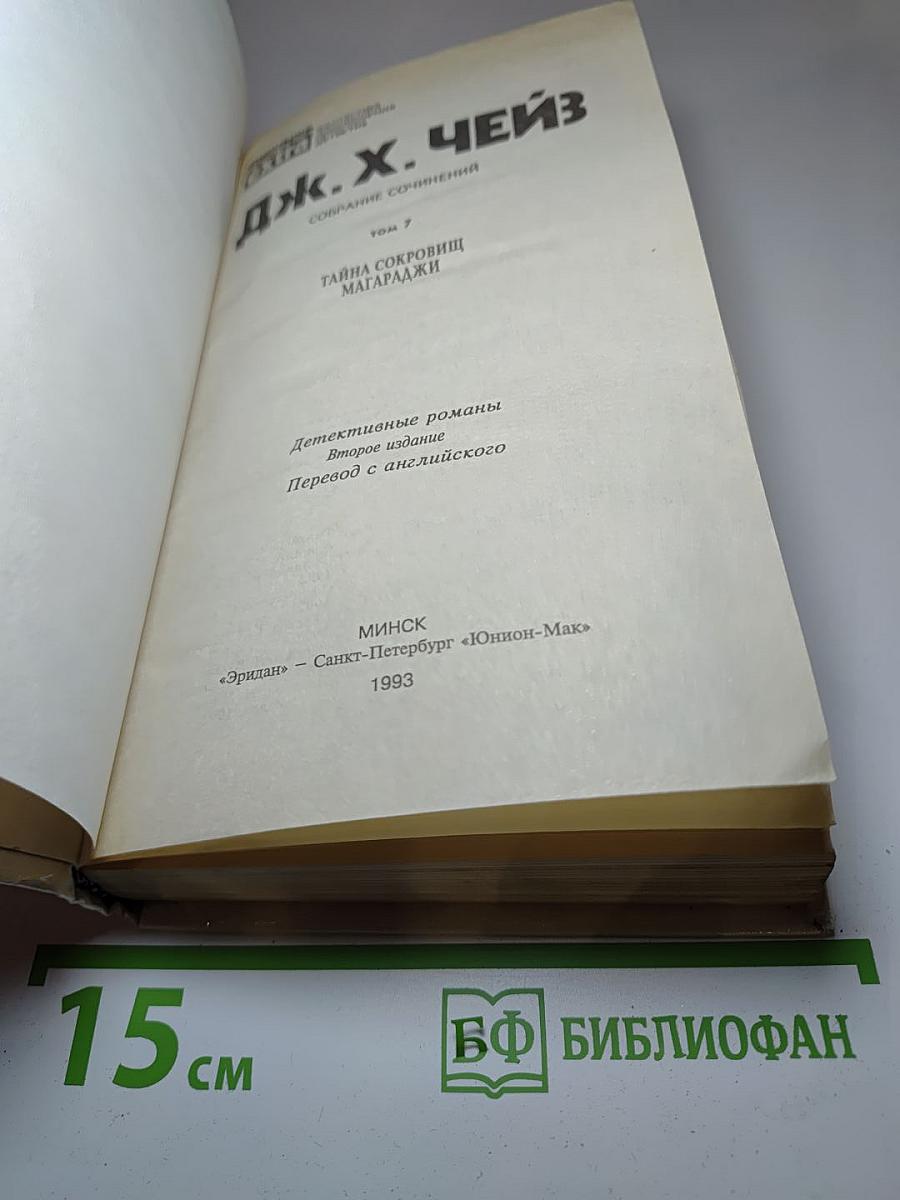 ДЖ. Х. ЧЕЙЗ
СОБРАНИЕ СОЧИНЕНИЙ
ТОМ 7
ТАЙНА СОКРОВИЩ
МАГАРАДЖИ
Детективные романы
Второе издание
Перевод с английского
МИНСК
«Эридан» – Санкт-Петербург «Юнион-Мак»
1993
15 см
БФ БИБЛИОФАН